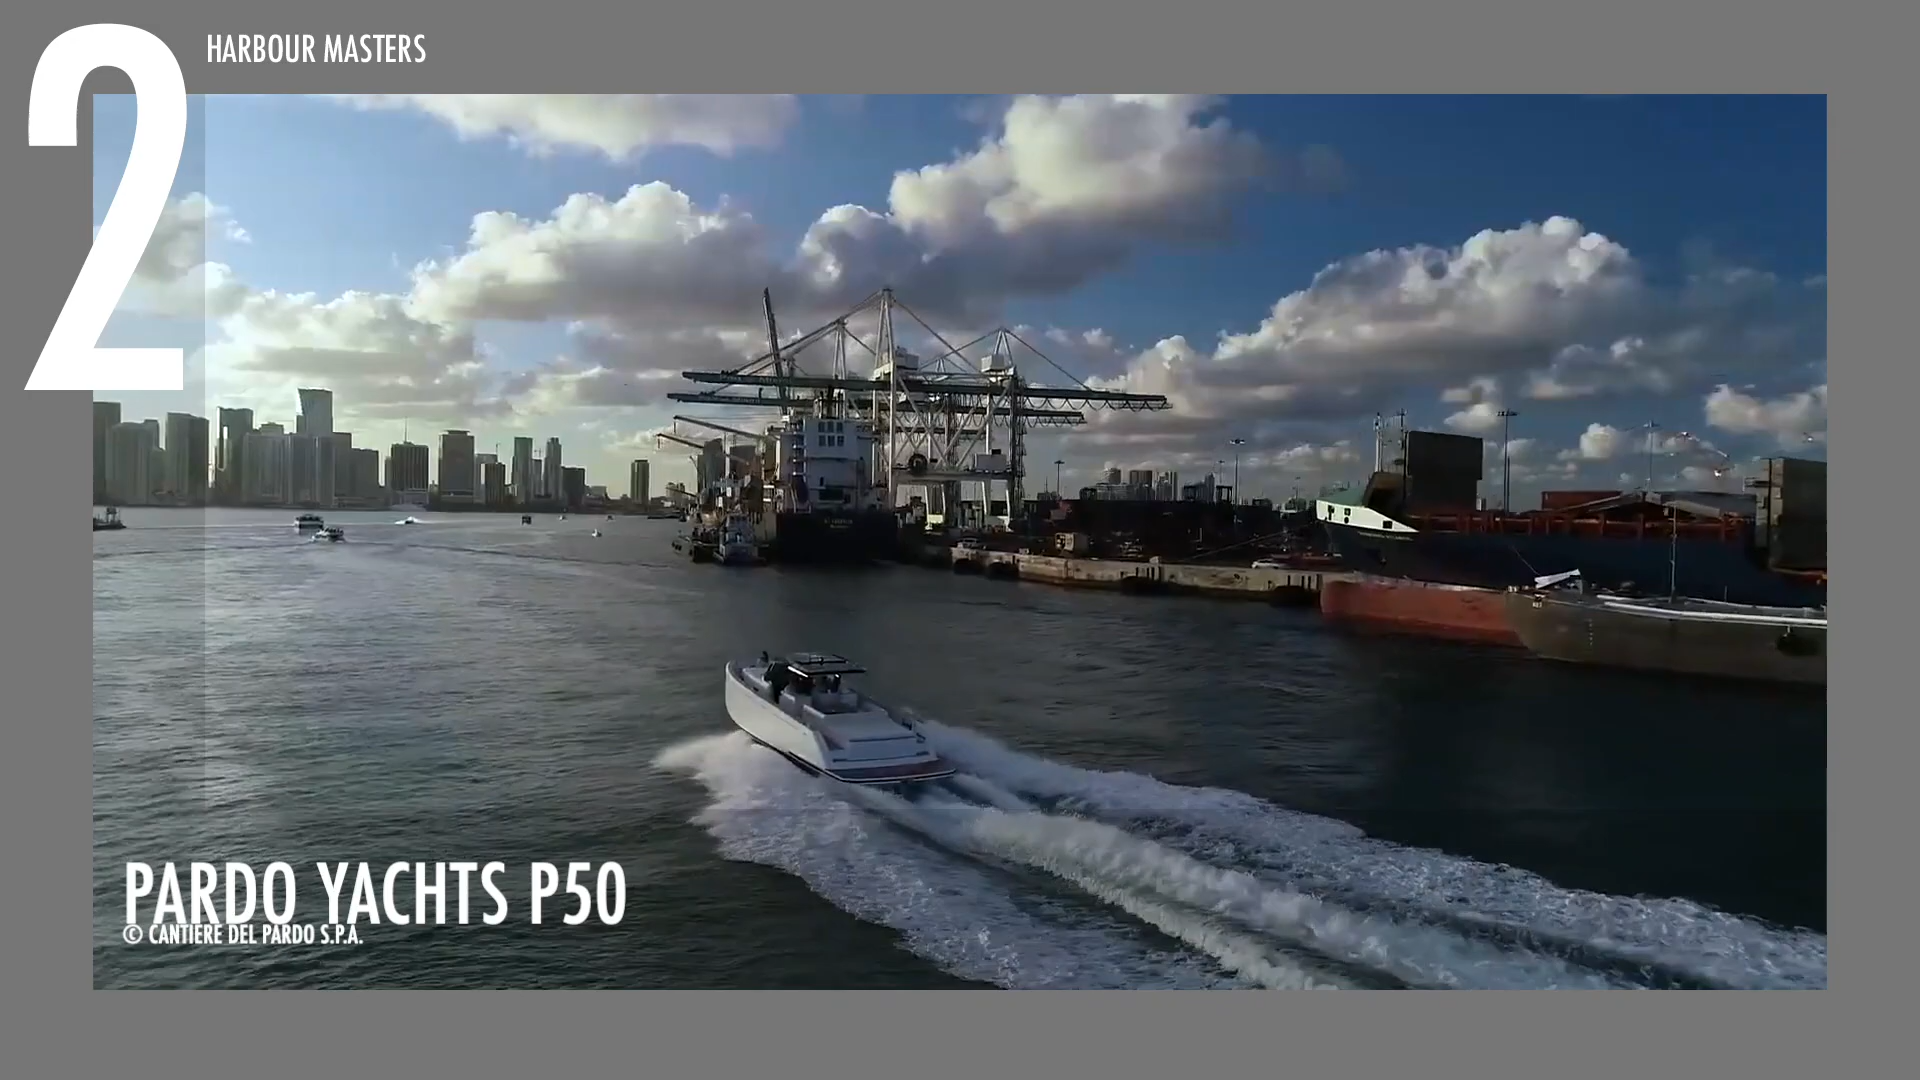 2
HARBOUR MASTERS
PARDO YACHTS P50
© CANTIERE DEL PARDO S.P.A.